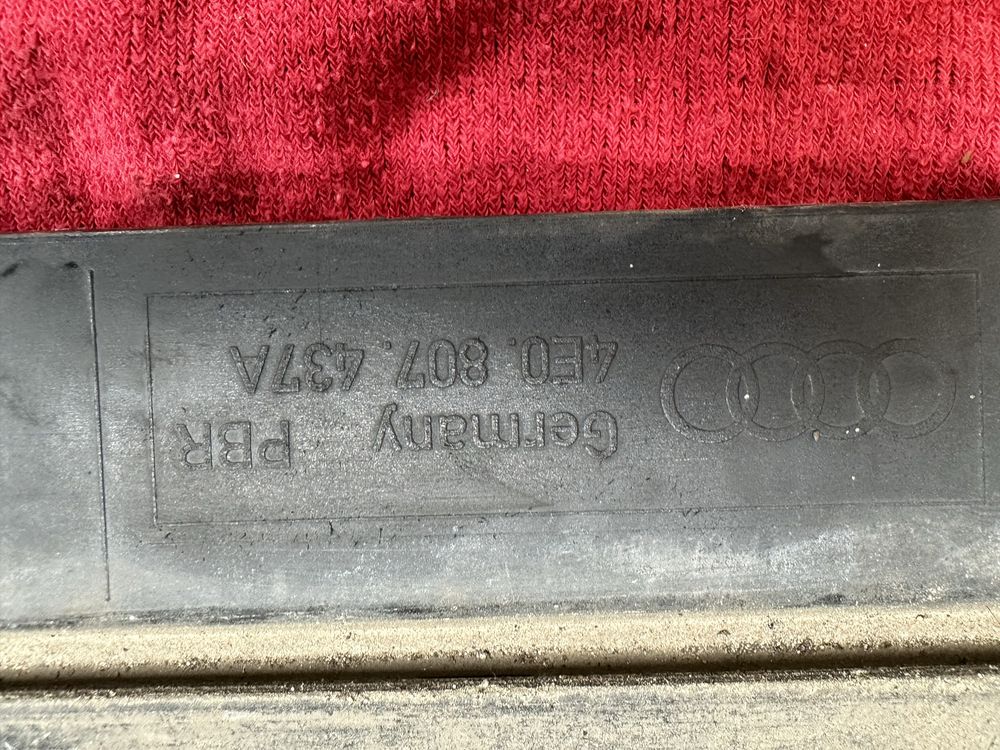 Germany PBR
4E0. 807. 437A